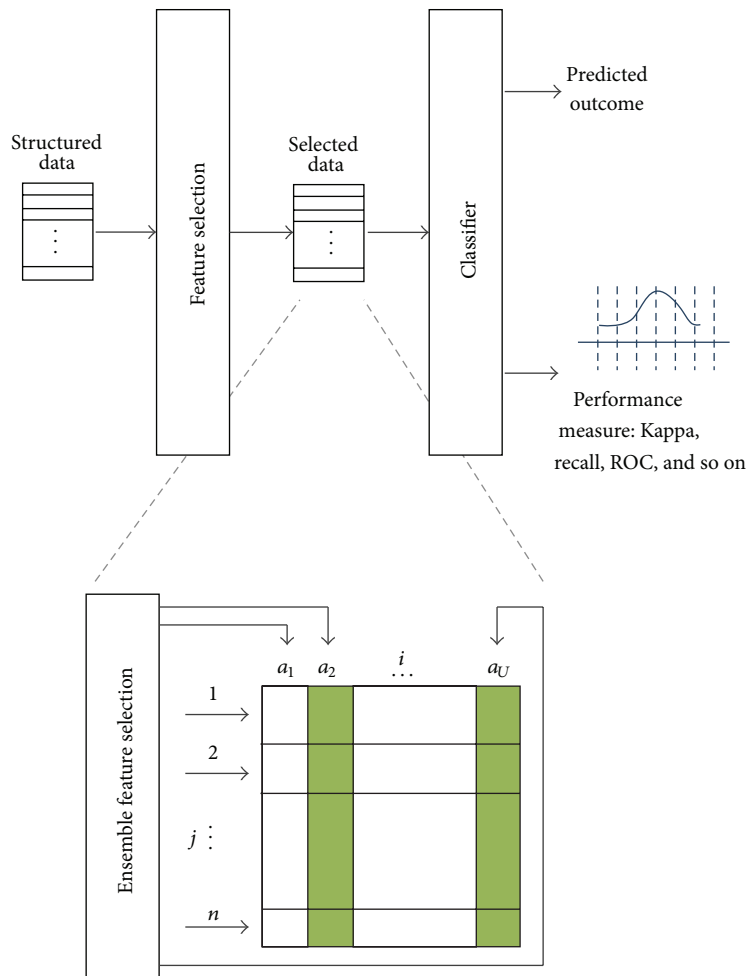 Structured
data
⋮
Feature selection
Selected
data
⋮
Classifier
Predicted
outcome
Performance
measure: Kappa,
recall, ROC, and so on
Ensemble feature selection
a1 a2 i ... aU
1
2
j ⋮
n